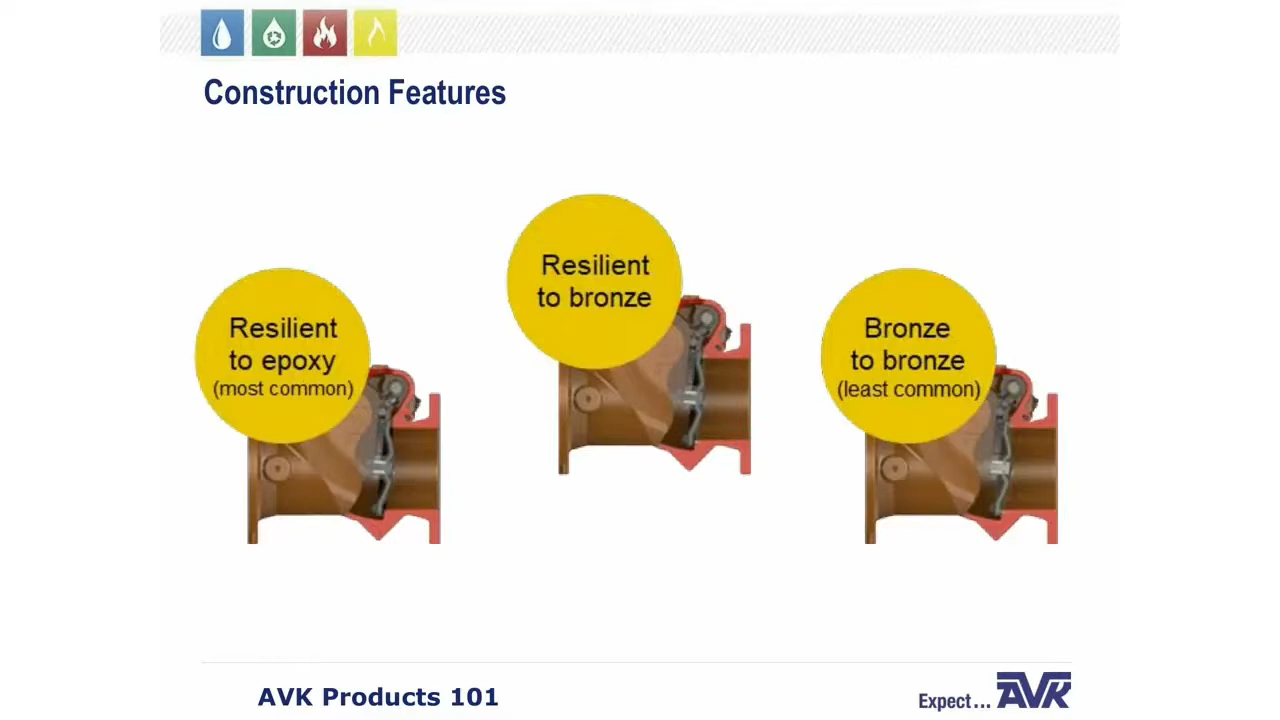 Construction Features
Resilient
to epoxy
(most common)
Resilient
to bronze
Bronze
to bronze
(least common)
AVK Products 101
Expect... AVK